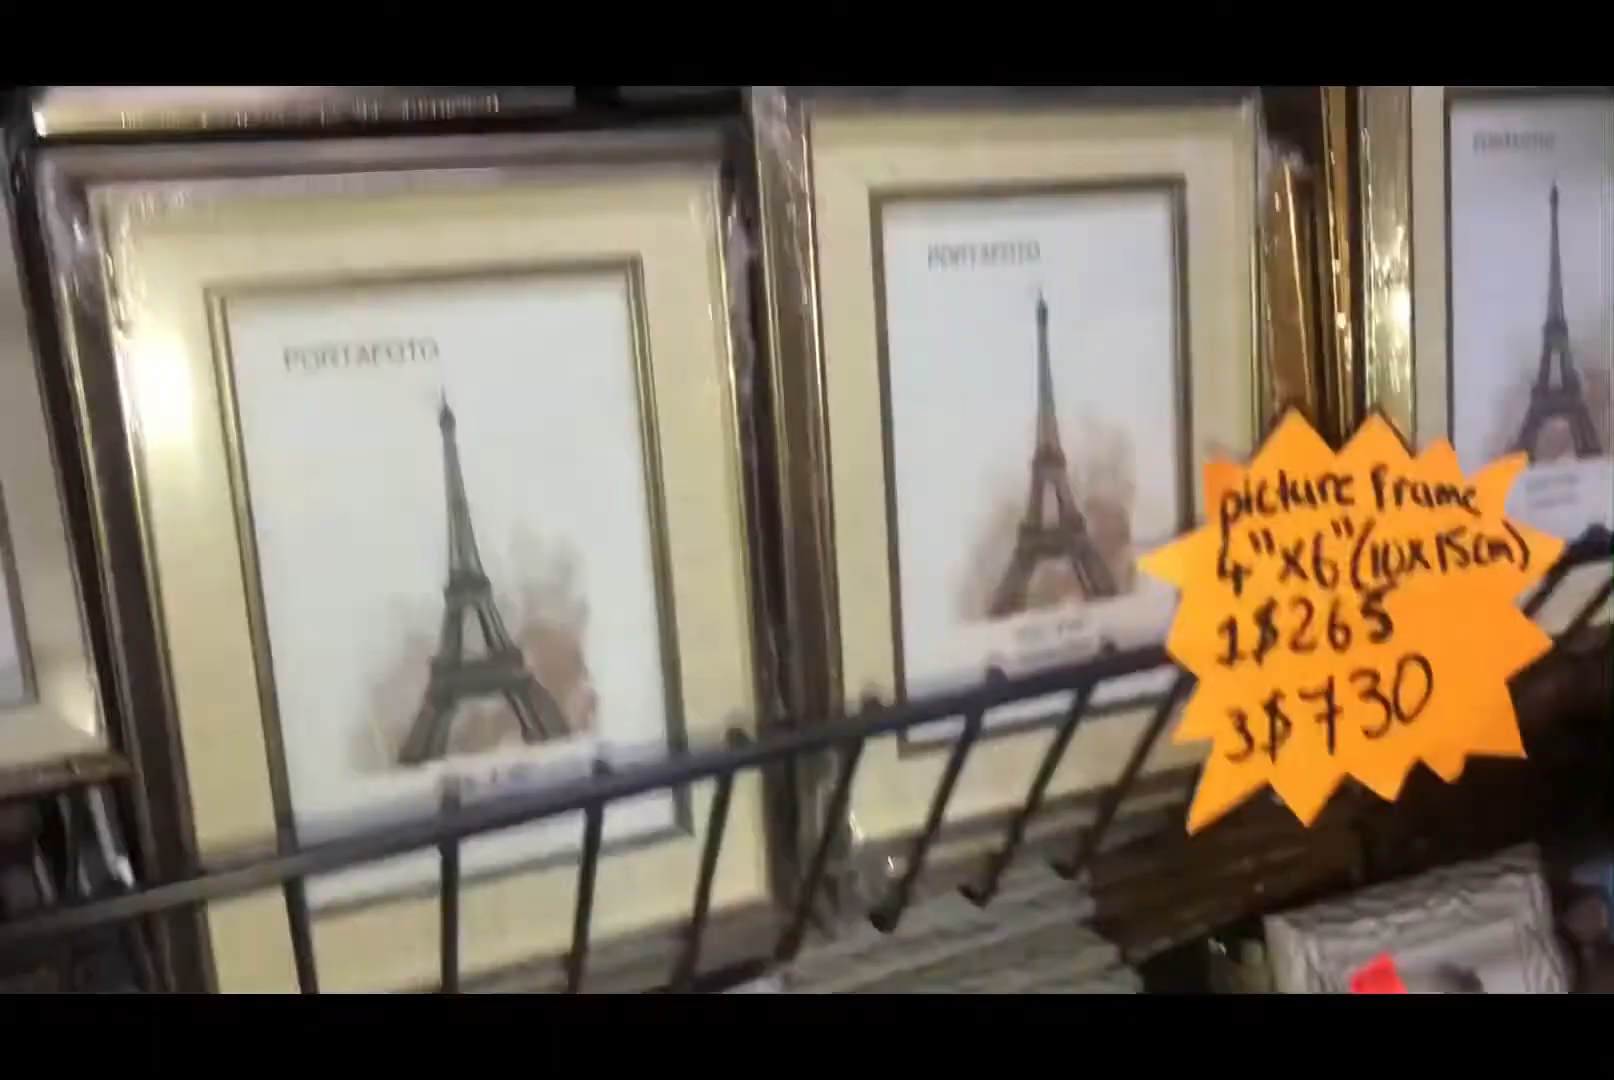 PORTAFOTO
PORTAFOTO
picture Frame
4"x6"(10x15cm)
1$265
3$730